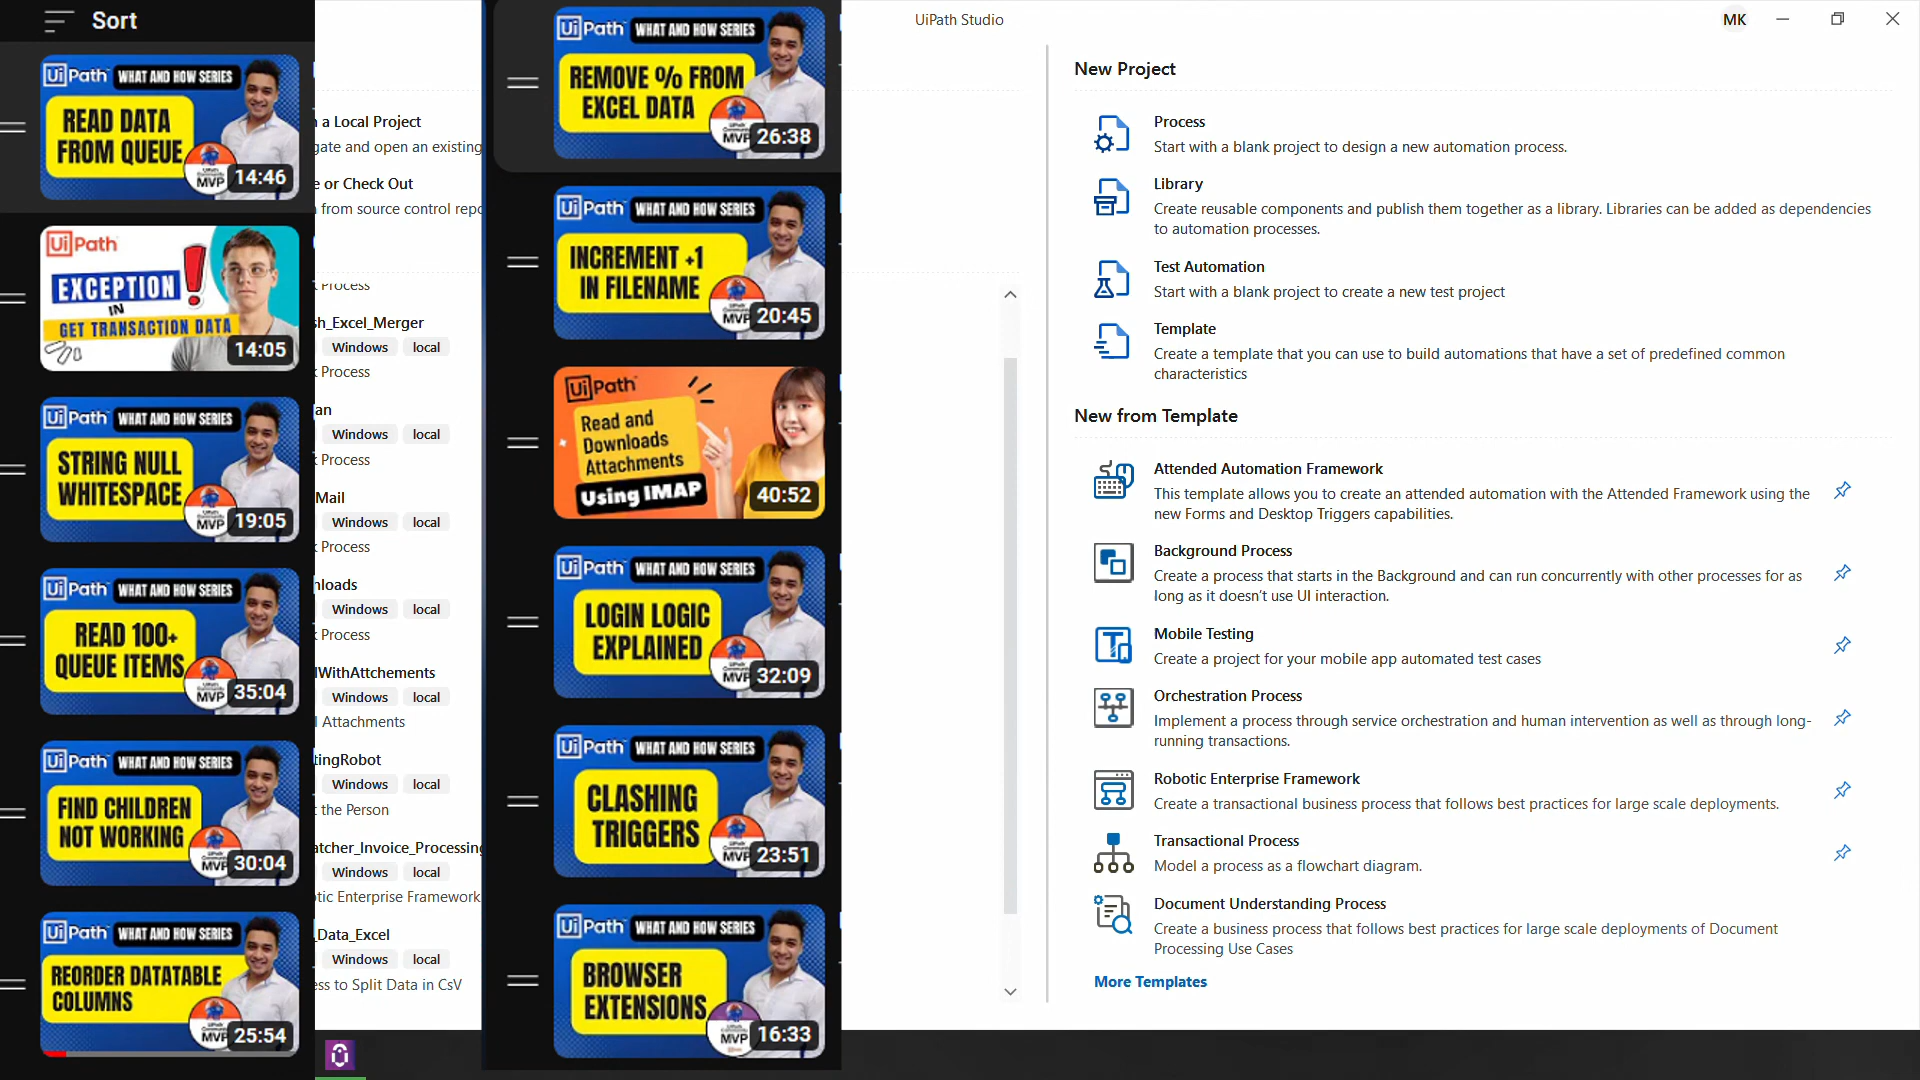 Sort
UiPath WHAT AND HOW SERIES
READ DATA
FROM QUEUE
MVP 14:46
UiPath
EXCEPTION
IN
GET TRANSACTION DATA
14:05
UiPath WHAT AND HOW SERIES
STRING NULL
WHITESPACE
MVP 19:05
UiPath WHAT AND HOW SERIES
READ 100+
QUEUE ITEMS
MVP 35:04
UiPath WHAT AND HOW SERIES
FIND CHILDREN
NOT WORKING
MVP 30:04
UiPath WHAT AND HOW SERIES
REORDER DATATABLE
COLUMNS
MVP 25:54
a Local Project
gate and open an existing
e or Check Out
from source control repo
Process
sh_Excel_Merger
Windows local
Process
an
Windows local
Process
Mail
Windows local
Process
nloads
Windows local
Process
lWithAttchements
Windows local
Attachments
tingRobot
Windows local
the Person
atcher_Invoice_Processing
Windows local
otic Enterprise Framework
_Data_Excel
Windows local
ess to Split Data in CsV
UiPath WHAT AND HOW SERIES
REMOVE % FROM
EXCEL DATA
MVP 26:38
UiPath WHAT AND HOW SERIES
INCREMENT +1
IN FILENAME
MVP 20:45
UiPath
Read and
Downloads
Attachments
Using IMAP
40:52
UiPath WHAT AND HOW SERIES
LOGIN LOGIC
EXPLAINED
MVP 32:09
UiPath WHAT AND HOW SERIES
CLASHING
TRIGGERS
MVP 23:51
UiPath WHAT AND HOW SERIES
BROWSER
EXTENSIONS
MVP 16:33
UiPath Studio
MK
New Project
Process
Start with a blank project to design a new automation process.
Library
Create reusable components and publish them together as a library. Libraries can be added as dependencies
to automation processes.
Test Automation
Start with a blank project to create a new test project
Template
Create a template that you can use to build automations that have a set of predefined common
characteristics
New from Template
Attended Automation Framework
This template allows you to create an attended automation with the Attended Framework using the
new Forms and Desktop Triggers capabilities.
Background Process
Create a process that starts in the Background and can run concurrently with other processes for as
long as it doesn’t use UI interaction.
Mobile Testing
Create a project for your mobile app automated test cases
Orchestration Process
Implement a process through service orchestration and human intervention as well as through long-
running transactions.
Robotic Enterprise Framework
Create a transactional business process that follows best practices for large scale deployments.
Transactional Process
Model a process as a flowchart diagram.
Document Understanding Process
Create a business process that follows best practices for large scale deployments of Document
Processing Use Cases
More Templates